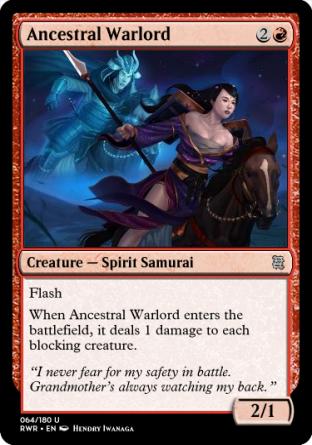 Ancestral Warlord 2
Creature — Spirit Samurai
Flash
When Ancestral Warlord enters the
battlefield, it deals 1 damage to each
blocking creature.
“I never fear for my safety in battle.
Grandmother’s always watching my back.”
2/1
064/180 U
RWR • EN Hendry Iwanaga